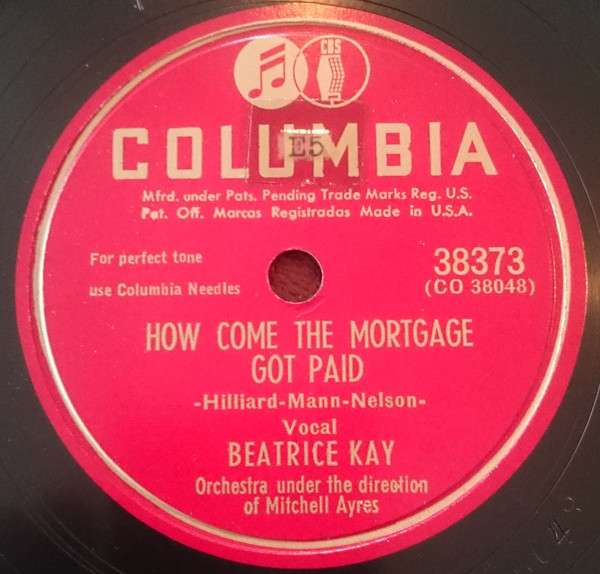 CBS
COLUMBIA
E5
Mfrd. under Pats. Pending Trade Marks Reg. U.S.
Pat. Off. Marcas Registradas Made in U.S.A.
For perfect tone
use Columbia Needles
38373
(CO 38048)
HOW COME THE MORTGAGE
GOT PAID
-Hilliard-Mann-Nelson-
Vocal
BEATRICE KAY
Orchestra under the direction
of Mitchell Ayres